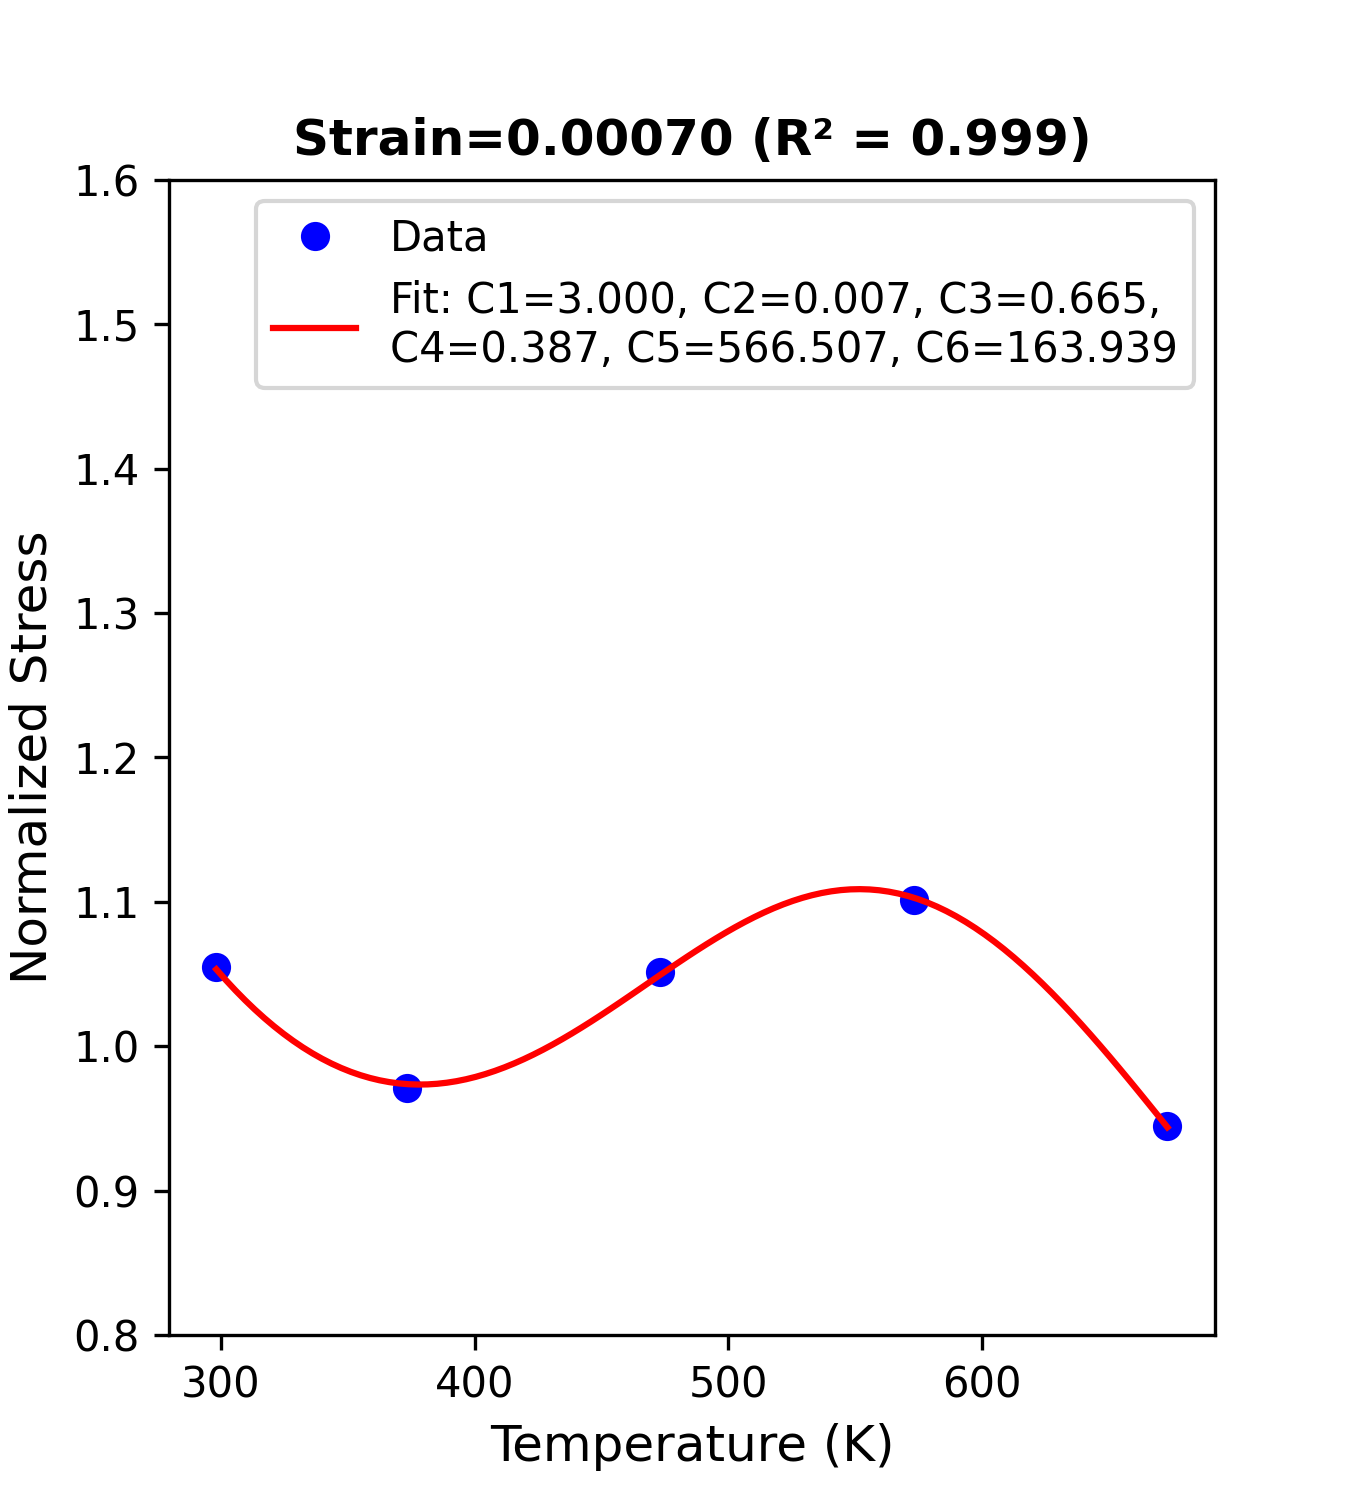 Strain=0.00070 (R² = 0.999)
1.6
1.5
1.4
1.3
1.2
1.1
1.0
0.9
0.8
Normalized Stress
Data
Fit: C1=3.000, C2=0.007, C3=0.665,
C4=0.387, C5=566.507, C6=163.939
300 400 500 600
Temperature (K)